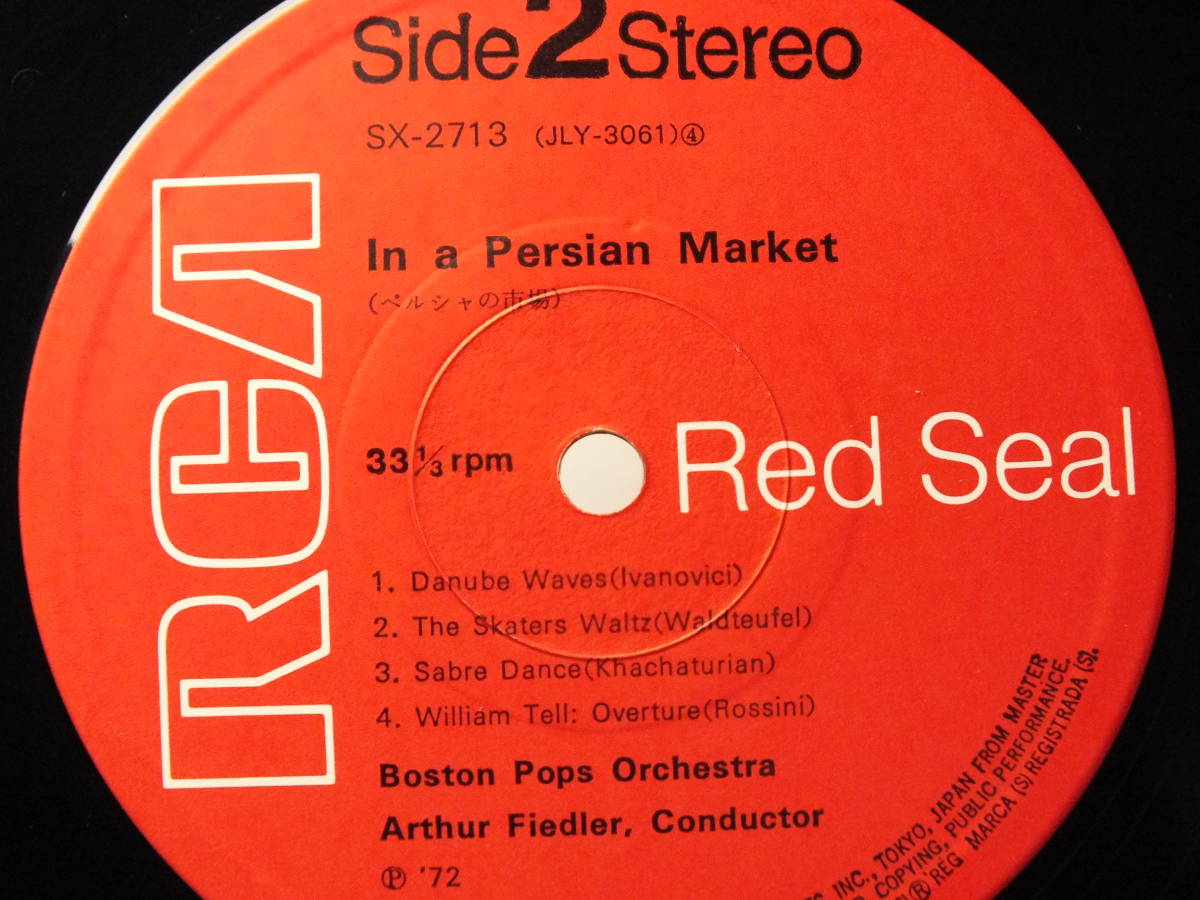 Side 2 Stereo
SX-2713 (JLY-3061)④
RCA
In a Persian Market
(ペルシャの市場)
33 1/3 rpm
Red Seal
1. Danube Waves(Ivanovici)
2. The Skaters Waltz(Waldteufel)
3. Sabre Dance(Khachaturian)
4. William Tell: Overture(Rossini)
Boston Pops Orchestra
Arthur Fiedler, Conductor
Ⓟ '72
INC., TOKYO, JAPAN FROM MASTER
COPYING, PUBLIC PERFORMANCE,
® REG. MARCA (S) REGISTRADA (S).